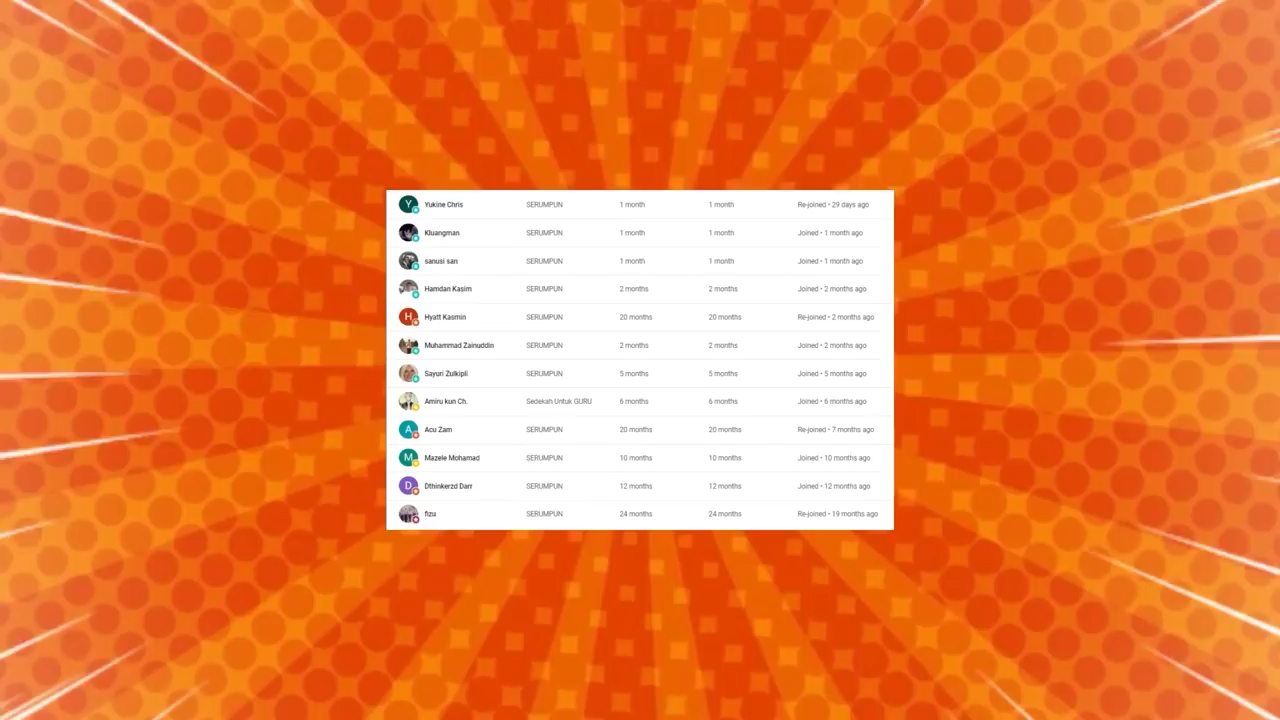 Y Yukine Chris SERUMPUN 1 month 1 month Re-joined • 29 days ago
Kluangman SERUMPUN 1 month 1 month Joined • 1 month ago
sanusi san SERUMPUN 1 month 1 month Joined • 1 month ago
Hamdan Kasim SERUMPUN 2 months 2 months Joined • 2 months ago
H Hyatt Kasmin SERUMPUN 20 months 20 months Re-joined • 2 months ago
Muhammad Zainuddin SERUMPUN 2 months 2 months Joined • 2 months ago
Sayuri Zulkipli SERUMPUN 5 months 5 months Joined • 5 months ago
Amiru kun Ch. Sedekah Untuk GURU 6 months 6 months Joined • 6 months ago
A Acu Zam SERUMPUN 20 months 20 months Re-joined • 7 months ago
M Mazele Mohamad SERUMPUN 10 months 10 months Joined • 10 months ago
D Dthinkerzd Darr SERUMPUN 12 months 12 months Joined • 12 months ago
fizu SERUMPUN 24 months 24 months Re-joined • 19 months ago